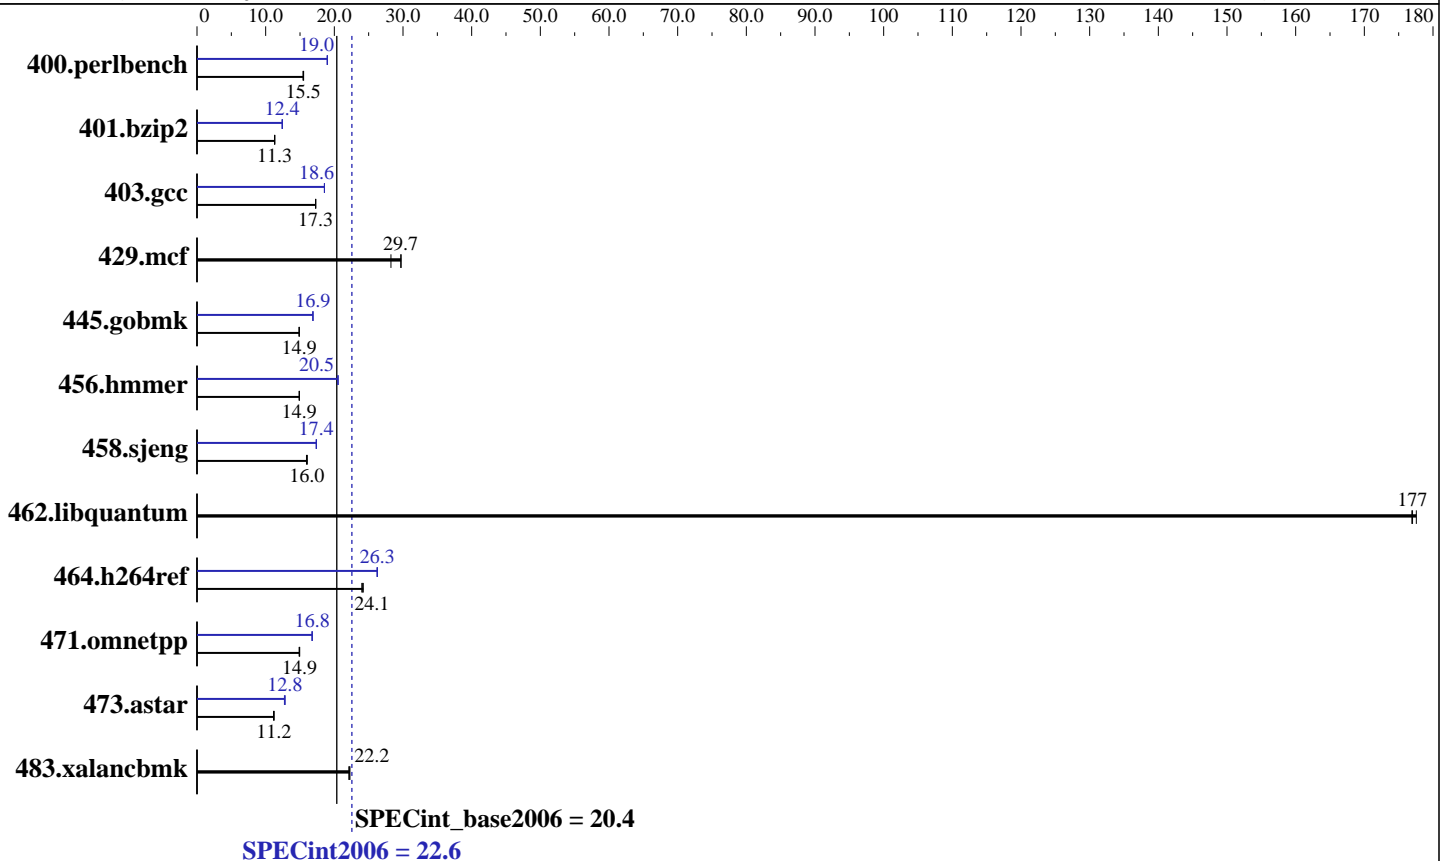 0 10.0 20.0 30.0 40.0 50.0 60.0 70.0 80.0 90.0 100 110 120 130 140 150 160 170 180
19.0
400.perlbench
15.5
12.4
401.bzip2
11.3
18.6
403.gcc
17.3
29.7
429.mcf
16.9
445.gobmk
14.9
20.5
456.hmmer
14.9
17.4
458.sjeng
16.0
177
462.libquantum
26.3
464.h264ref
24.1
16.8
471.omnetpp
14.9
12.8
473.astar
11.2
22.2
483.xalancbmk
SPECint_base2006 = 20.4
SPECint2006 = 22.6